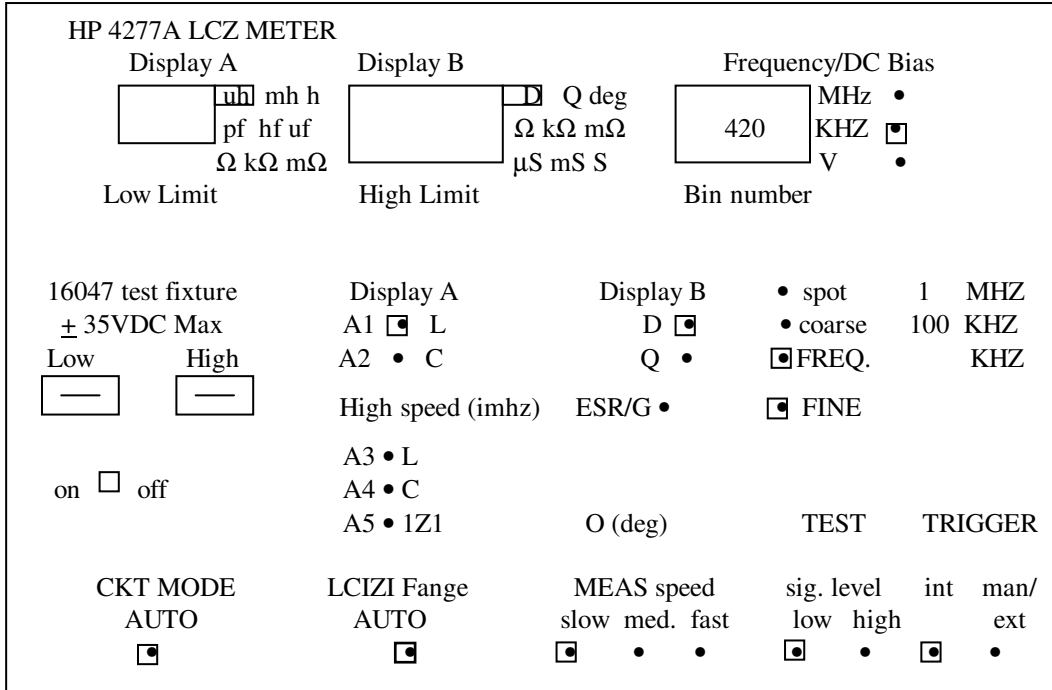 HP 4277A LCZ METER
Display A Display B Frequency/DC Bias
uh mh h D Q deg MHz •
pf hf uf Ω kΩ mΩ 420 KHZ •
Ω kΩ mΩ µS mS S V •
Low Limit High Limit Bin number
16047 test fixture Display A Display B • spot 1 MHZ
+ 35VDC Max A1 • L D • • coarse 100 KHZ
Low High A2 • C Q • • FREQ. KHZ
High speed (imhz) ESR/G • • FINE
A3 • L
on off A4 • C
A5 • 1Z1 O (deg) TEST TRIGGER
CKT MODE LCIZI Fange MEAS speed sig. level int man/
AUTO AUTO slow med. fast low high ext